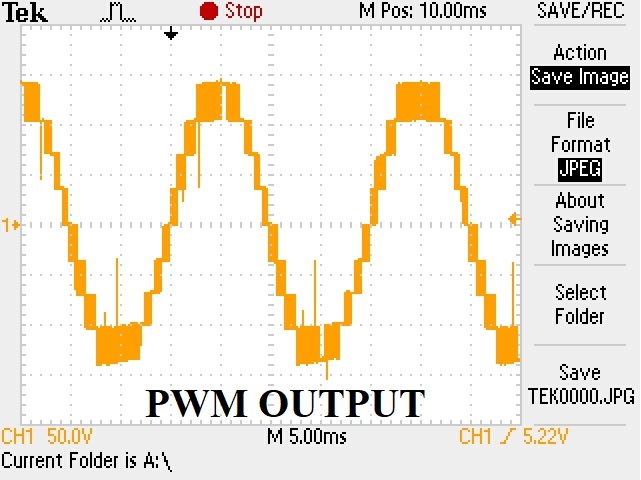 Tek Stop M Pos: 10.00ms SAVE/REC
Action
Save Image
File
Format
JPEG
About
Saving
Images
Select
Folder
Save
TEK0000.JPG
1
PWM OUTPUT
CH1 50.0V M 5.00ms CH1 / 5.22V
Current Folder is A:\